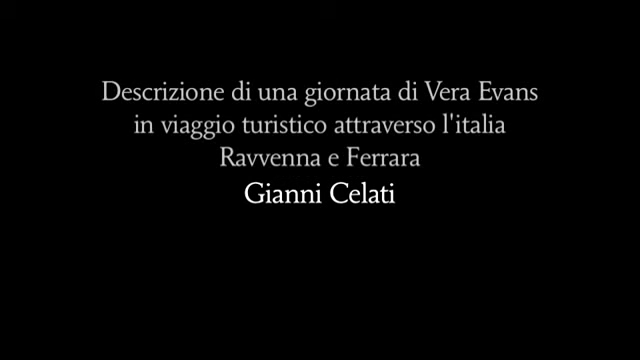 Descrizione di una giornata di Vera Evans
in viaggio turistico attraverso l'italia
Ravvenna e Ferrara
Gianni Celati